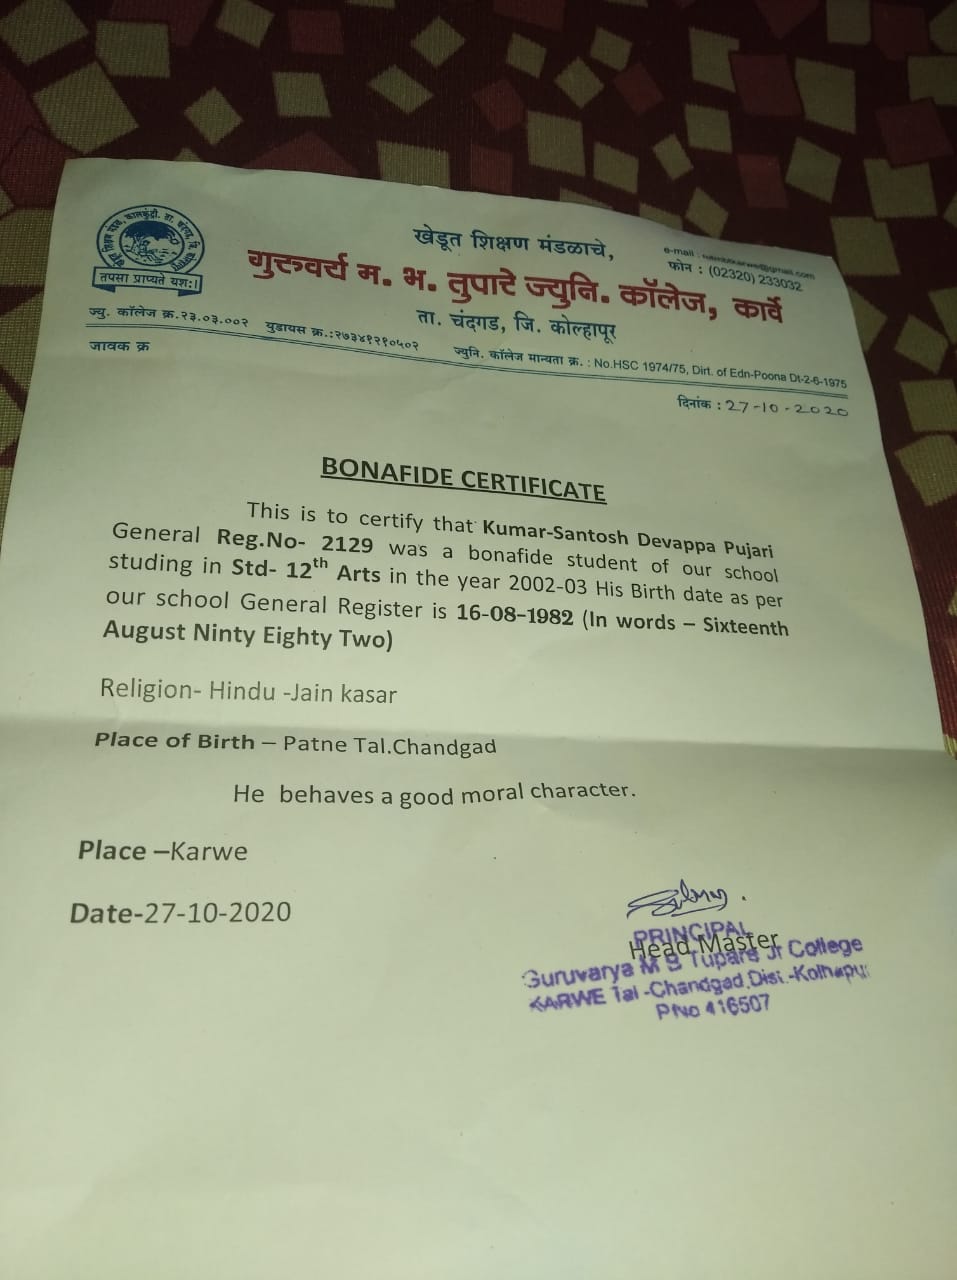 खेडूत शिक्षण मंडळाचे,
e-mail :
फोन : (02320) 233032
गुरुवर्य म. भ. तुपारे ज्युनि. कॉलेज, कार्वे
ता. चंदगड, जि. कोल्हापूर
तपसा प्राप्यते यशः।
ज्यु. कॉलेज क्र.२३.०३.००२ युडायस क्र.:२७३४१२१०५०२ ज्युनि. कॉलेज मान्यता क्र. : No.HSC 1974/75, Dirt. of Edn-Poona Dt-2-6-1975
जावक क्र
दिनांक : 27-10-2020
BONAFIDE CERTIFICATE
This is to certify that Kumar-Santosh Devappa Pujari
General Reg.No- 2129 was a bonafide student of our school
studing in Std- 12th Arts in the year 2002-03 His Birth date as per
our school General Register is 16-08-1982 (In words – Sixteenth
August Ninty Eighty Two)
Religion- Hindu -Jain kasar
Place of Birth – Patne Tal.Chandgad
He behaves a good moral character.
Place –Karwe
Date-27-10-2020
PRINCIPAL
Head Master
Guruvarya M B Tupare Jr College
KARWE Tal-Chandgad,Dist.-Kolhapur
PNo 416507